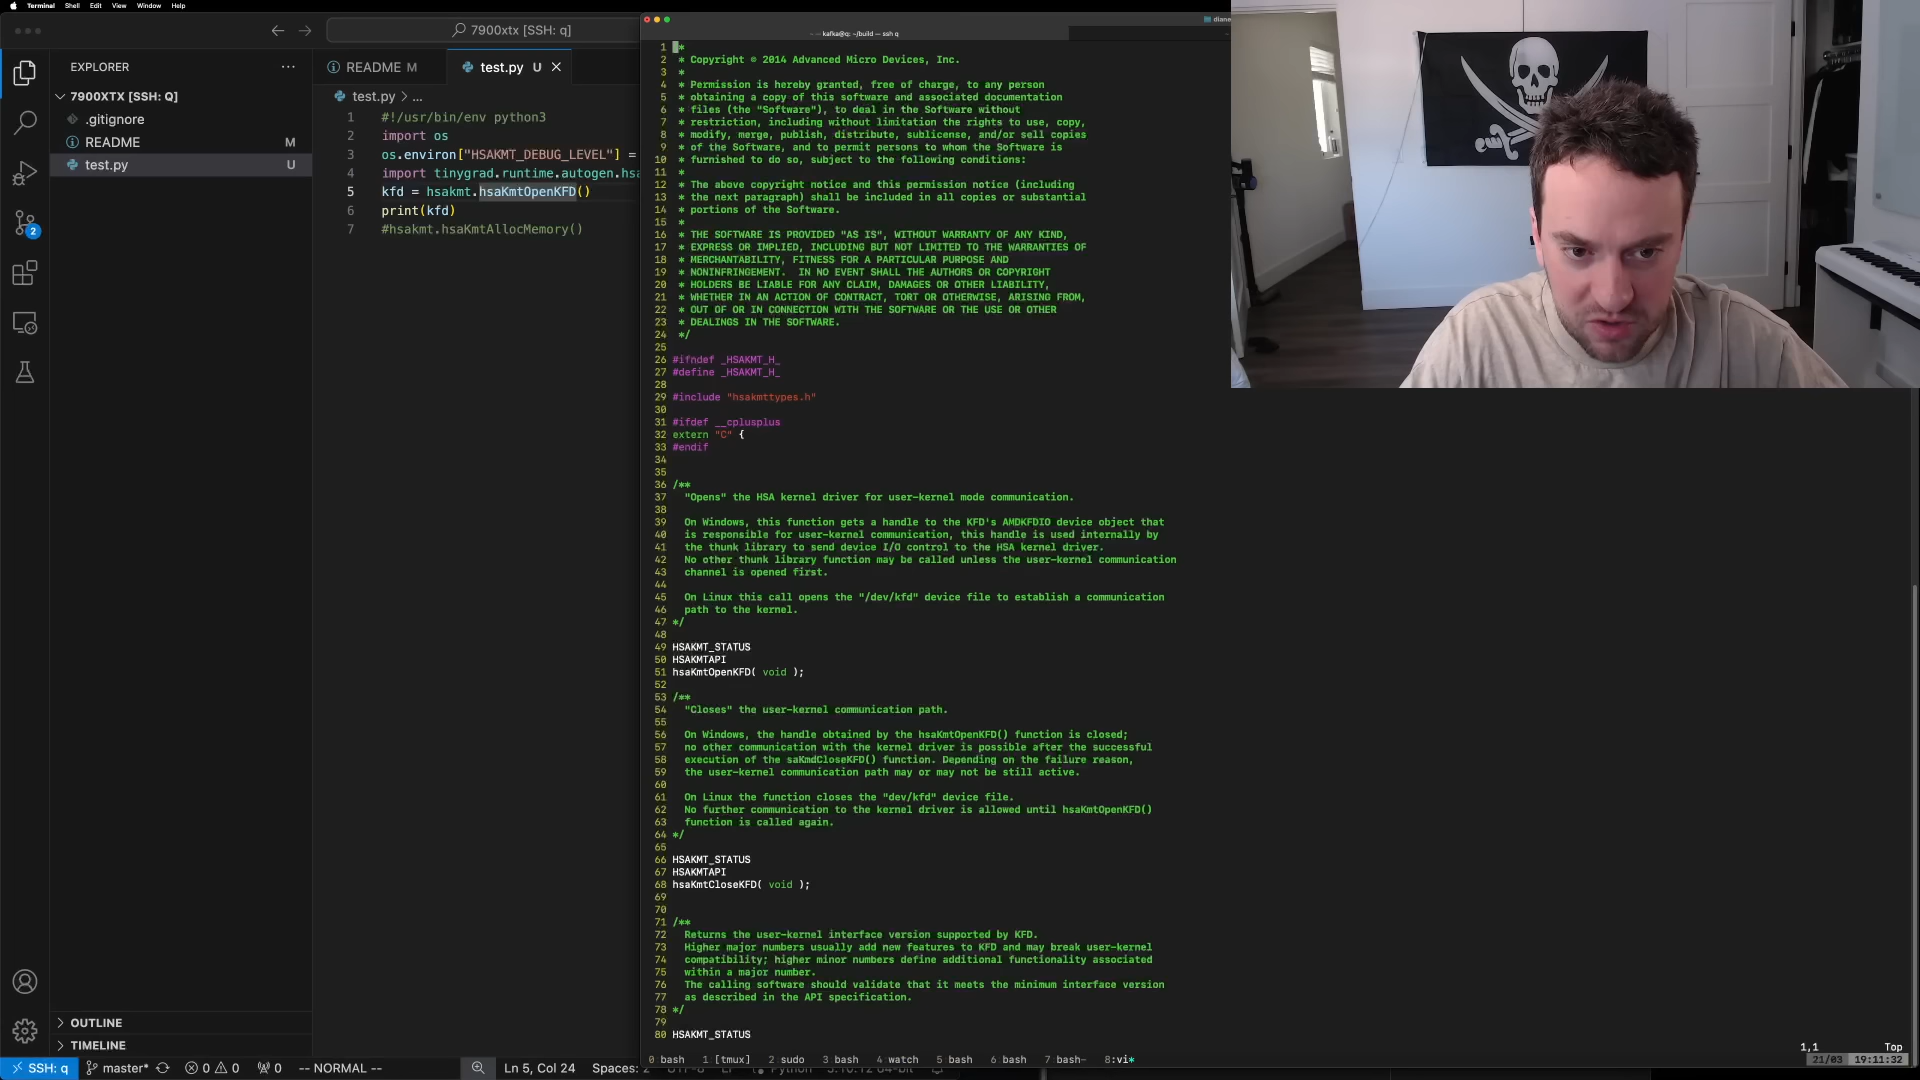 Terminal Shell Edit View Window Help
7900xtx [SSH: q]
EXPLORER
7900XTX [SSH: Q]
.gitignore
README M
test.py U
README M
test.py U
test.py > ...
1 #!/usr/bin/env python3
2 import os
3 os.environ["HSAKMT_DEBUG_LEVEL"] =
4 import tinygrad.runtime.autogen.hsa
5 kfd = hsakmt.hsaKmtOpenKFD()
6 print(kfd)
7 #hsakmt.hsaKmtAllocMemory()
2
OUTLINE
TIMELINE
SSH: q master* 0 0 0 -- NORMAL -- Ln 5, Col 24 Spaces: 2
kafka@q: ~/build — ssh q
1 *
2 * Copyright © 2014 Advanced Micro Devices, Inc.
3 *
4 * Permission is hereby granted, free of charge, to any person
5 * obtaining a copy of this software and associated documentation
6 * files (the "Software"), to deal in the Software without
7 * restriction, including without limitation the rights to use, copy,
8 * modify, merge, publish, distribute, sublicense, and/or sell copies
9 * of the Software, and to permit persons to whom the Software is
10 * furnished to do so, subject to the following conditions:
11 *
12 * The above copyright notice and this permission notice (including
13 * the next paragraph) shall be included in all copies or substantial
14 * portions of the Software.
15 *
16 * THE SOFTWARE IS PROVIDED "AS IS", WITHOUT WARRANTY OF ANY KIND,
17 * EXPRESS OR IMPLIED, INCLUDING BUT NOT LIMITED TO THE WARRANTIES OF
18 * MERCHANTABILITY, FITNESS FOR A PARTICULAR PURPOSE AND
19 * NONINFRINGEMENT. IN NO EVENT SHALL THE AUTHORS OR COPYRIGHT
20 * HOLDERS BE LIABLE FOR ANY CLAIM, DAMAGES OR OTHER LIABILITY,
21 * WHETHER IN AN ACTION OF CONTRACT, TORT OR OTHERWISE, ARISING FROM,
22 * OUT OF OR IN CONNECTION WITH THE SOFTWARE OR THE USE OR OTHER
23 * DEALINGS IN THE SOFTWARE.
24 */
25
26 #ifndef _HSAKMT_H_
27 #define _HSAKMT_H_
28
29 #include "hsakmttypes.h"
30
31 #ifdef __cplusplus
32 extern "C" {
33 #endif
34
35
36 /**
37 "Opens" the HSA kernel driver for user-kernel mode communication.
38
39 On Windows, this function gets a handle to the KFD's AMDKFDIO device object that
40 is responsible for user-kernel communication, this handle is used internally by
41 the thunk library to send device I/O control to the HSA kernel driver.
42 No other thunk library function may be called unless the user-kernel communication
43 channel is opened first.
44
45 On Linux this call opens the "/dev/kfd" device file to establish a communication
46 path to the kernel.
47 */
48
49 HSAKMT_STATUS
50 HSAKMTAPI
51 hsaKmtOpenKFD( void );
52
53 /**
54 "Closes" the user-kernel communication path.
55
56 On Windows, the handle obtained by the hsaKmtOpenKFD() function is closed;
57 no other communication with the kernel driver is possible after the successful
58 execution of the saKmdCloseKFD() function. Depending on the failure reason,
59 the user-kernel communication path may or may not be still active.
60
61 On Linux the function closes the "dev/kfd" device file.
62 No further communication to the kernel driver is allowed until hsaKmtOpenKFD()
63 function is called again.
64 */
65
66 HSAKMT_STATUS
67 HSAKMTAPI
68 hsaKmtCloseKFD( void );
69
70
71 /**
72 Returns the user-kernel interface version supported by KFD.
73 Higher major numbers usually add new features to KFD and may break user-kernel
74 compatibility; higher minor numbers define additional functionality associated
75 within a major number.
76 The calling software should validate that it meets the minimum interface version
77 as described in the API specification.
78 */
79
80 HSAKMT_STATUS
1,1 Top
0 bash 1 [tmux] 2 sudo 3 bash 4 watch 5 bash 6 bash 7 bash- 8:vi* 21/03 19:11:32